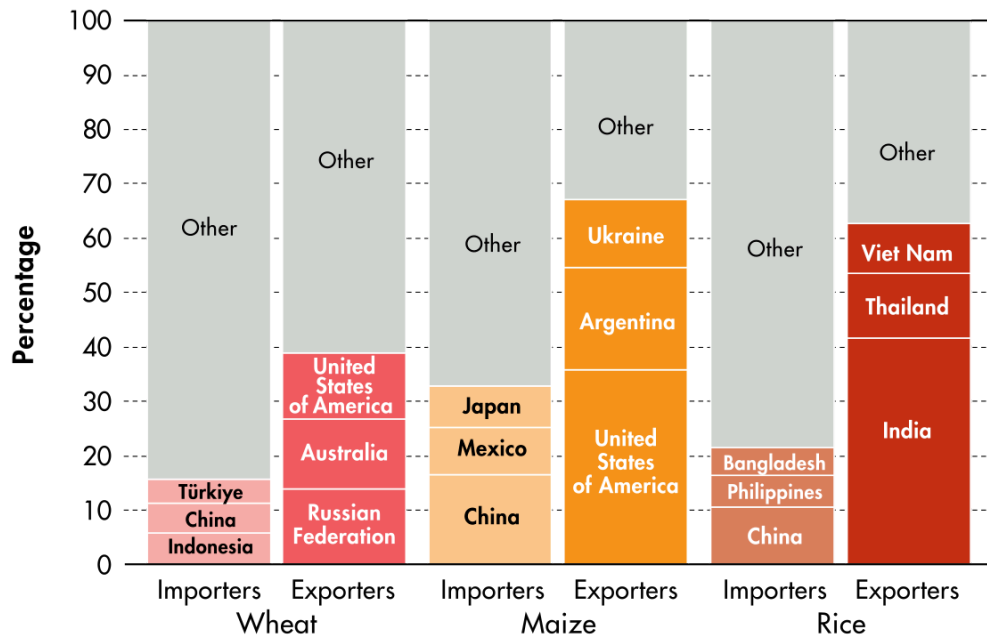 Percentage
100
90
80
70
60
50
40
30
20
10
0
Other
Türkiye
China
Indonesia
Other
United
States
of America
Australia
Russian
Federation
Other
Japan
Mexico
China
Other
Ukraine
Argentina
United
States
of America
Other
Bangladesh
Philippines
China
Other
Viet Nam
Thailand
India
Importers Exporters Importers Exporters Importers Exporters
Wheat Maize Rice